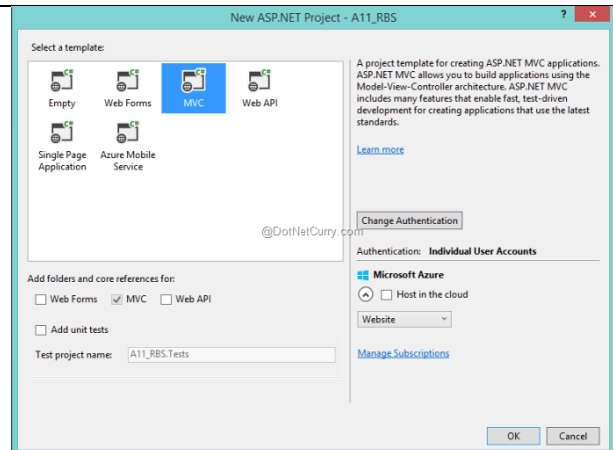 New ASP.NET Project - A11_RBS
?
×
Select a template:
Empty
Web Forms
MVC
Web API
Single Page
Application
Azure Mobile
Service
A project template for creating ASP.NET MVC applications.
ASP.NET MVC allows you to build applications using the
Model-View-Controller architecture. ASP.NET MVC
includes many features that enable fast, test-driven
development for creating applications that use the latest
standards.
Learn more
@DotNetCurry.com
Change Authentication
Authentication: Individual User Accounts
Microsoft Azure
Host in the cloud
Website
Manage Subscriptions
Add folders and core references for:
Web Forms MVC Web API
Add unit tests
Test project name: A11_RBS.Tests
OK Cancel